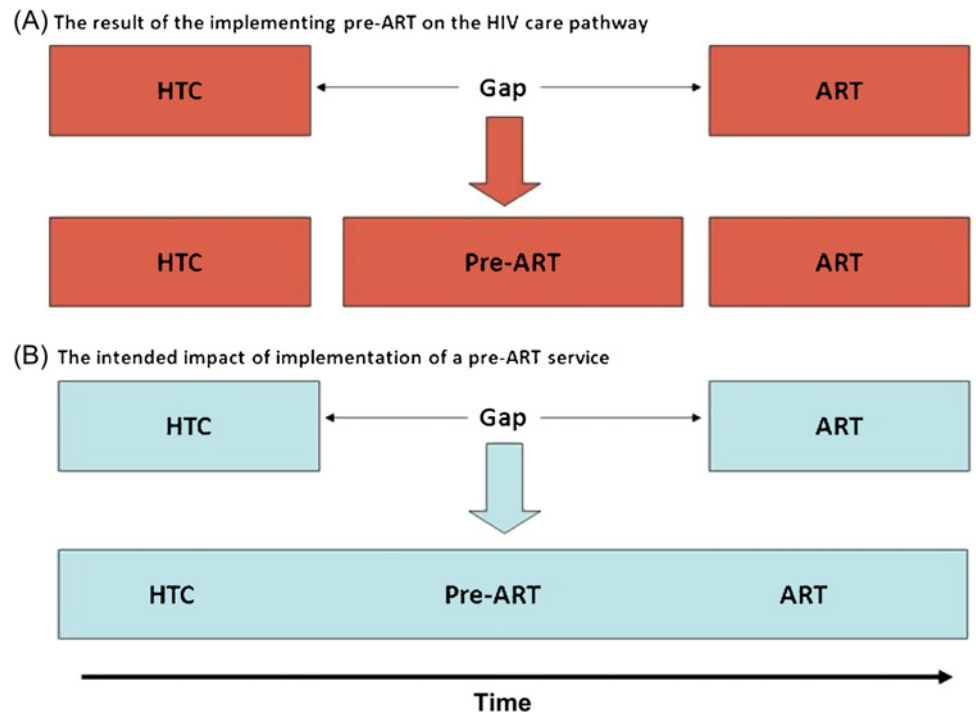 (A) The result of the implementing pre-ART on the HIV care pathway
HTC Gap ART
HTC Pre-ART ART
(B) The intended impact of implementation of a pre-ART service
HTC Gap ART
HTC Pre-ART ART
Time